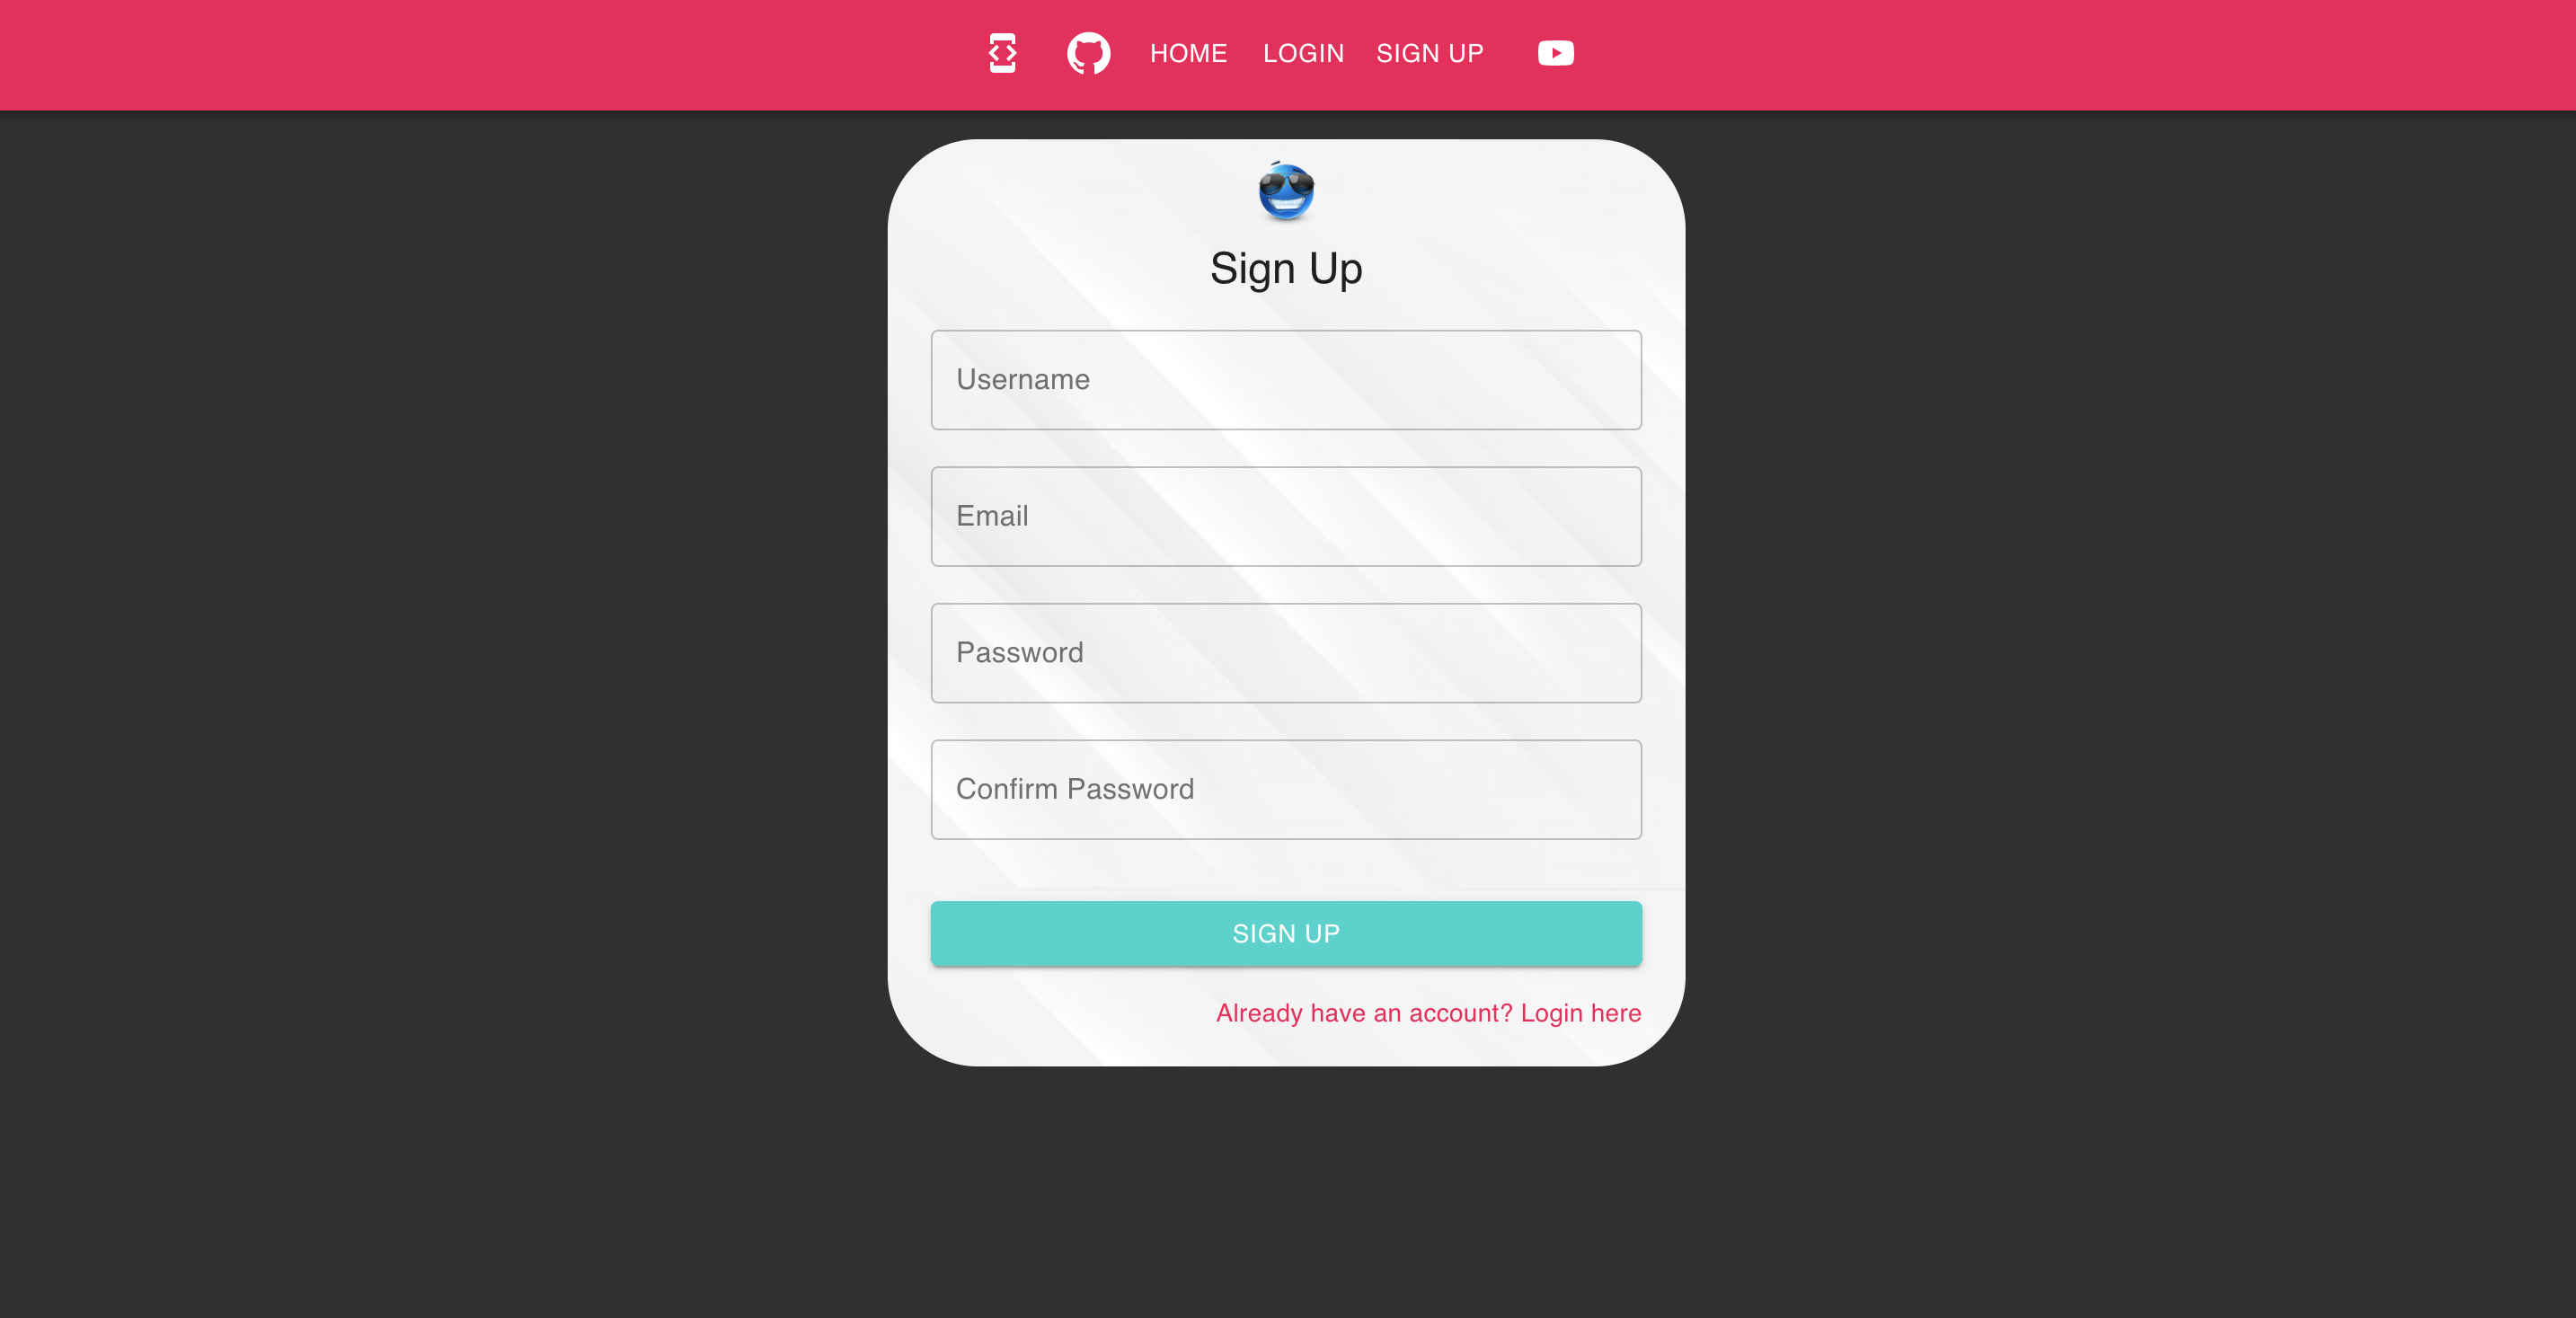 HOME LOGIN SIGN UP
Sign Up
Username
Email
Password
Confirm Password
SIGN UP
Already have an account? Login here